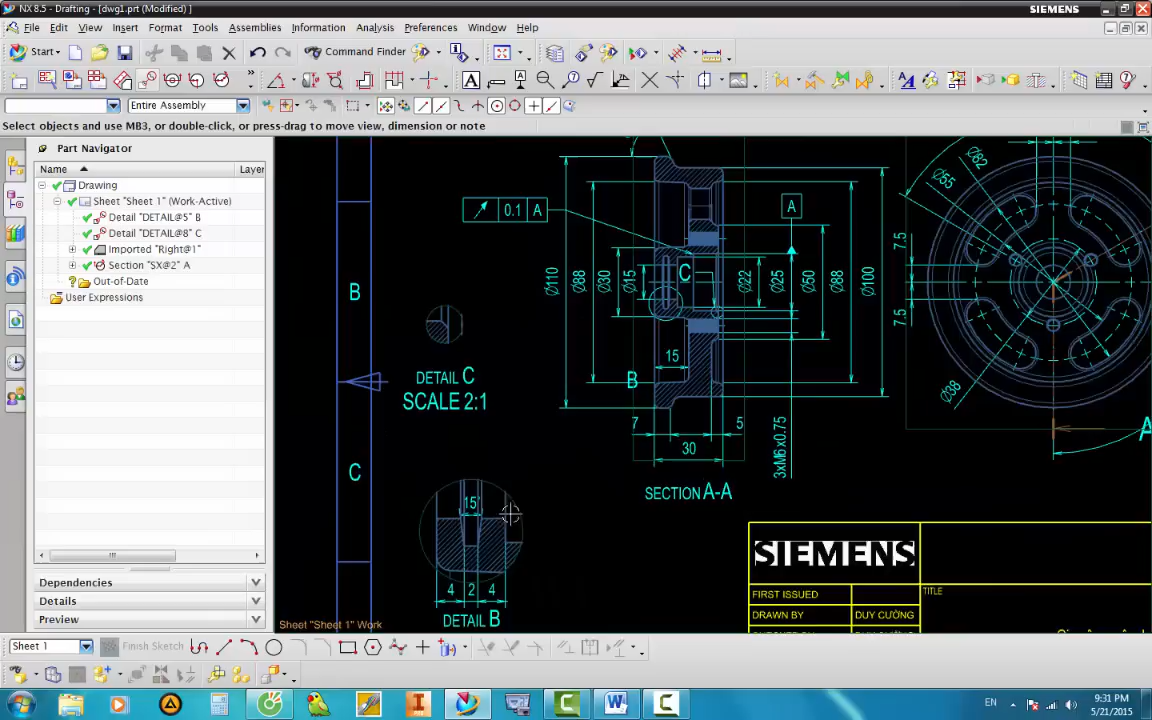 NX 8.5 - Drafting - [dwg1.prt (Modified) ]
SIEMENS
File Edit View Insert Format Tools Assemblies Information Analysis Preferences Window Help
Start Command Finder
Entire Assembly
Select objects and use MB3, or double-click, or press-drag to move view, dimension or note
Part Navigator
Name Layer
Drawing
Sheet "Sheet 1" (Work-Active)
Detail "DETAIL@5" B
Detail "DETAIL@8" C
Imported "Right@1"
Section "SX@2" A
Out-of-Date
User Expressions
Dependencies
Details
Preview
B
C
DETAIL C
SCALE 2:1
15
4 2 4
DETAIL B
Sheet "Sheet 1" Work
0.1 A
A
C
Ø110 Ø88 Ø30 Ø15 Ø22 Ø25 Ø50 Ø88 Ø100
15
B
7 5
30
3xM6x0.75
SECTION A-A
Ø82
Ø55
7.5
7.5
Ø38
A
SIEMENS
FIRST ISSUED
TITLE
DRAWN BY DUY CƯỜNG
Sheet 1 Finish Sketch
EN 9:31 PM
5/21/2015